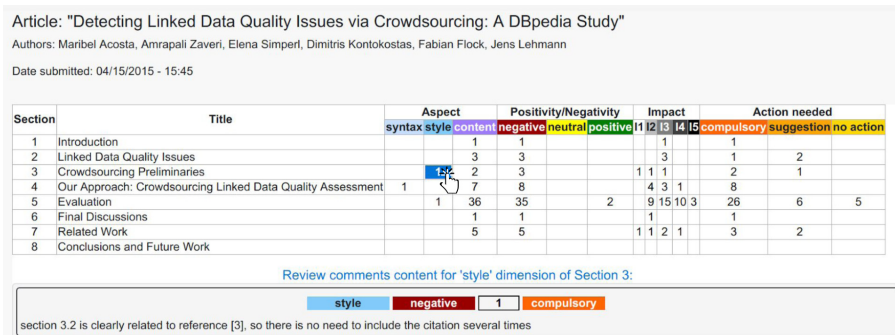 Article: "Detecting Linked Data Quality Issues via Crowdsourcing: A DBpedia Study"
Authors: Maribel Acosta, Amrapali Zaveri, Elena Simperl, Dimitris Kontokostas, Fabian Flock, Jens Lehmann
Date submitted: 04/15/2015 - 15:45
Section Title Aspect Positivity/Negativity Impact Action needed
syntax style content negative neutral positive I1 I2 I3 I4 I5 compulsory suggestion no action
1 Introduction 1 1 1 1
2 Linked Data Quality Issues 3 3 3 1 2
3 Crowdsourcing Preliminaries 1 2 3 1 1 1 2 1
4 Our Approach: Crowdsourcing Linked Data Quality Assessment 1 7 8 4 3 1 8
5 Evaluation 1 36 35 2 9 15 10 3 26 6 5
6 Final Discussions 1 1 1 1
7 Related Work 5 5 1 1 2 1 3 2
8 Conclusions and Future Work
Review comments content for 'style' dimension of Section 3:
style negative 1 compulsory
section 3.2 is clearly related to reference [3], so there is no need to include the citation several times